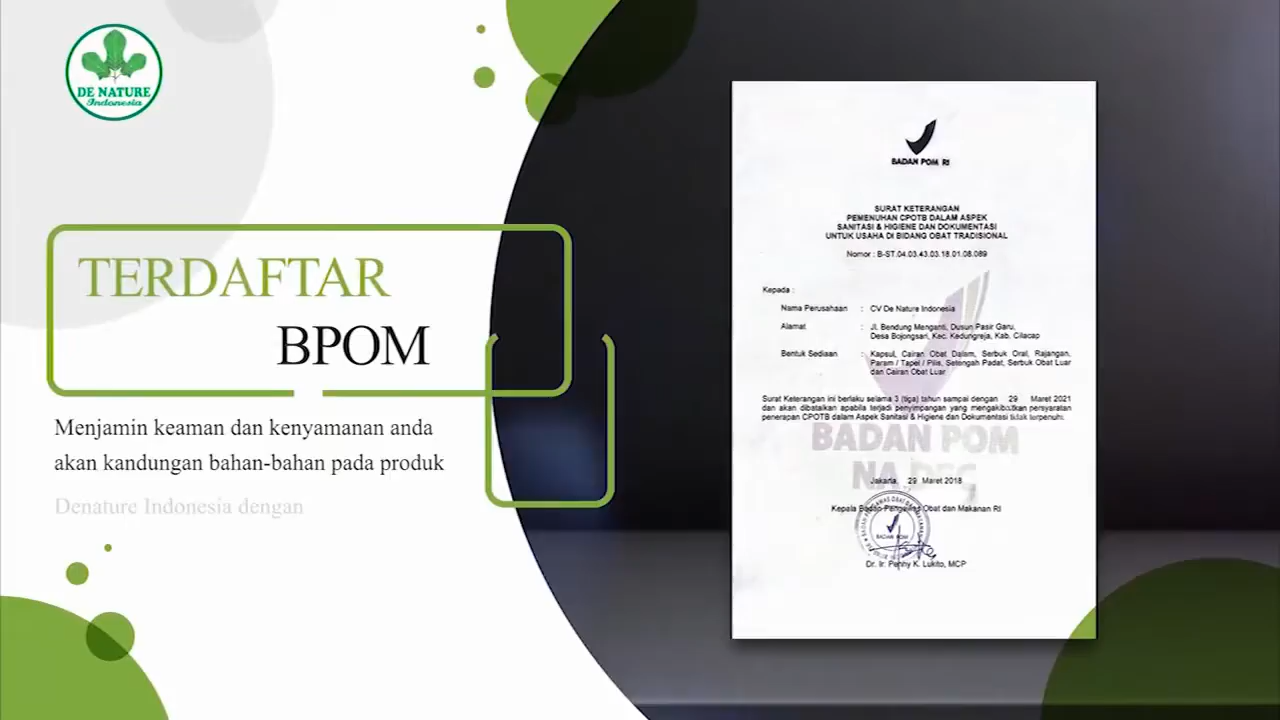 DE NATURE
Indonesia
TERDAFTAR
BPOM
Menjamin keaman dan kenyamanan anda
akan kandungan bahan-bahan pada produk
Denature Indonesia dengan
BADAN POM RI
SURAT KETERANGAN
PEMENUHAN CPOTB DALAM ASPEK
SANITASI & HIGIENE DAN DOKUMENTASI
UNTUK USAHA DI BIDANG OBAT TRADISIONAL
Nomor : B-ST.04.03.43.03.18.01.08.089
Kepada :
Nama Perusahaan : CV De Nature Indonesia
Alamat : Jl. Bendung Menganti, Dusun Pasir Garu,
Desa Bojongsari, Kec. Kedungreja, Kab. Cilacap
Bentuk Sediaan : Kapsul, Cairan Obat Dalam, Serbuk Oral, Rajangan,
Param / Tapel / Pilis, Setengah Padat, Serbuk Obat Luar
dan Cairan Obat Luar
Surat Keterangan ini berlaku selama 3 (tiga) tahun sampai dengan 29 Maret 2021
dan akan dibatalkan apabila terjadi penyimpangan yang mengakibatkan persyaratan
penerapan CPOTB dalam Aspek Sanitasi & Higiene dan Dokumentasi tidak terpenuhi.
BADAN POM
Jakarta, 29 Maret 2018
Kepala Badan Pengawas Obat dan Makanan RI
BADAN POM
Dr. Ir. Penny K. Lukito, MCP